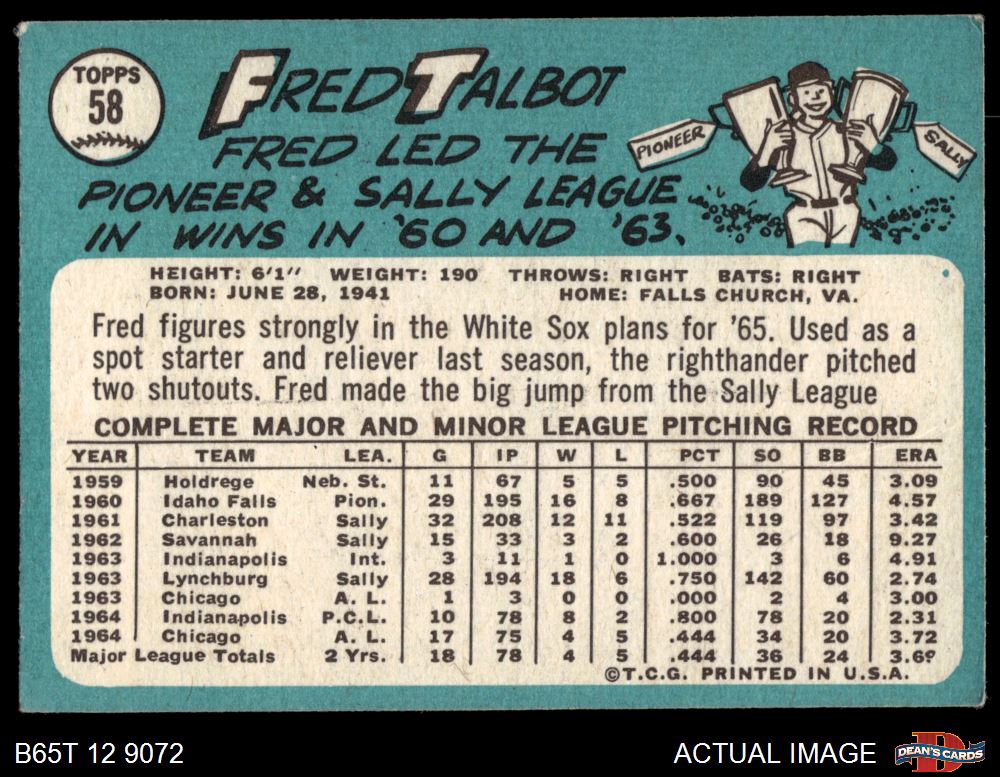 TOPPS
58
FRED TALBOT
FRED LED THE
PIONEER & SALLY LEAGUE
IN WINS IN '60 AND '63.
PIONEER
SALLY
HEIGHT: 6'1" WEIGHT: 190 THROWS: RIGHT BATS: RIGHT
BORN: JUNE 28, 1941 HOME: FALLS CHURCH, VA.
Fred figures strongly in the White Sox plans for '65. Used as a
spot starter and reliever last season, the righthander pitched
two shutouts. Fred made the big jump from the Sally League
COMPLETE MAJOR AND MINOR LEAGUE PITCHING RECORD
YEAR TEAM LEA. G IP W L PCT SO BB ERA
1959 Holdrege Neb. St. 11 67 5 5 .500 90 45 3.09
1960 Idaho Falls Pion. 29 195 16 8 .667 189 127 4.57
1961 Charleston Sally 32 208 12 11 .522 119 97 3.42
1962 Savannah Sally 15 33 3 2 .600 26 18 9.27
1963 Indianapolis Int. 3 11 1 0 1.000 3 6 4.91
1963 Lynchburg Sally 28 194 18 6 .750 142 60 2.74
1963 Chicago A. L. 1 3 0 0 .000 2 4 3.00
1964 Indianapolis P.C.L. 10 78 8 2 .800 78 20 2.31
1964 Chicago A. L. 17 75 4 5 .444 34 20 3.72
Major League Totals 2 Yrs. 18 78 4 5 .444 36 24 3.69
©T.C.G. PRINTED IN U.S.A.
B65T 12 9072
ACTUAL IMAGE
D
DEAN'S CARDS